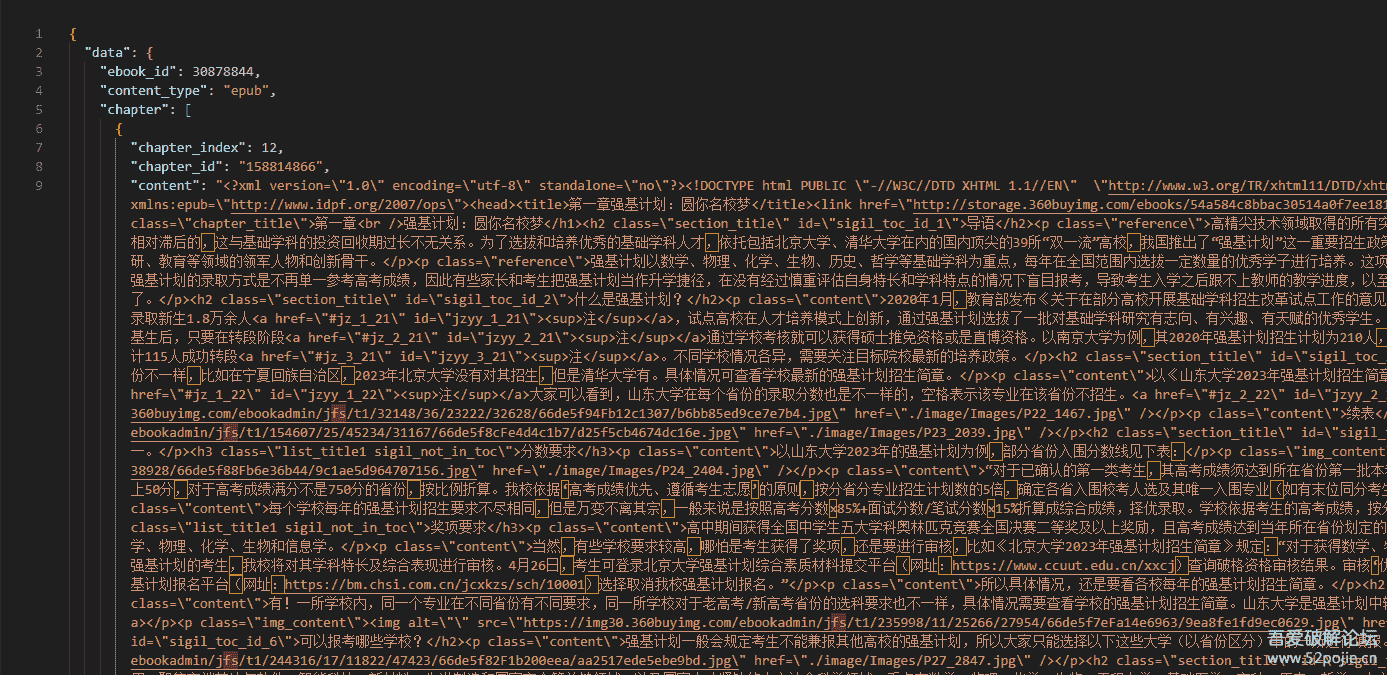 1 {
2 "data": {
3 "ebook_id": 30878844,
4 "content_type": "epub",
5 "chapter": [
6 {
7 "chapter_index": 12,
8 "chapter_id": "158814866",
9 "content": "<?xml version=\"1.0\" encoding=\"utf-8\" standalone=\"no\"?><!DOCTYPE html PUBLIC \"-//W3C//DTD XHTML 1.1//EN\"  \"http://www.w3.org/TR/xhtml11/DTD/xht
xmlns:epub=\"http://www.idpf.org/2007/ops\"><head><title>第一章强基计划：圆你名校梦</title><link href=\"http://storage.360buyimg.com/ebooks/54a584c8bbac30514a0f7ee181
class=\"chapter_title\">第一章<br />强基计划：圆你名校梦</h1><h2 class=\"section_title\" id=\"sigil_toc_id_1\">导语</h2><p class=\"reference\">高精尖技术领域取得的所有突
相对滞后的，这与基础学科的投资回收期过长不无关系。为了选拔和培养优秀的基础学科人才，依托包括北京大学、清华大学在内的国内顶尖的39所“双一流”高校，我国推出了“强基计划”这一重要招生政策
研、教育等领域的领军人物和创新骨干。</p><p class=\"reference\">强基计划以数学、物理、化学、生物、历史、哲学等基础学科为重点，每年在全国范围内选拔一定数量的优秀学子进行培养。这项
强基计划的录取方式是不再单一参考高考成绩，因此有些家长和考生把强基计划当作升学捷径，在没有经过慎重评估自身特长和学科特点的情况下盲目报考，导致考生入学之后跟不上教师的教学进度，以至
了。</p><h2 class=\"section_title\" id=\"sigil_toc_id_2\">什么是强基计划？</h2><p class=\"content\">2020年1月，教育部发布《关于在部分高校开展基础学科招生改革试点工作的意见
录取新生1.8万余人<a href=\"#jz_1_21\" id=\"jzyy_1_21\"><sup>注</sup></a>，试点高校在人才培养模式上创新，通过强基计划选拔了一批对基础学科研究有志向、有兴趣、有天赋的优秀学生。
基生后，只要在转段阶段<a href=\"#jz_2_21\" id=\"jzyy_2_21\"><sup>注</sup></a>通过学校考核就可以获得硕士推免资格或是直博资格。以南京大学为例，其2020年强基计划招生计划为210人，
计115人成功转段<a href=\"#jz_3_21\" id=\"jzyy_3_21\"><sup>注</sup></a>。不同学校情况各异，需要关注目标院校最新的培养政策。</p><h2 class=\"section_title\" id=\"sigil_toc_
份不一样，比如在宁夏回族自治区，2023年北京大学没有对其招生，但是清华大学有。具体情况可查看学校最新的强基计划招生简章。</p><p class=\"content\">以《山东大学2023年强基计划招生简章
href=\"#jz_1_22\" id=\"jzyy_1_22\"><sup>注</sup></a>大家可以看到，山东大学在每个省份的录取分数也是不一样的，空格表示该专业在该省份不招生。<a href=\"#jz_2_22\" id=\"jzyy_2_
360buyimg.com/ebookadmin/jfs/t1/32148/36/23222/32628/66de5f94Fb12c1307/b6bb85ed9ce7e7b4.jpg\" href=\"./image/Images/P22_1467.jpg\" /></p><p class=\"content\">续表</
ebookadmin/jfs/t1/154607/25/45234/31167/66de5f8cFe4d4c1b7/d25f5cb4674dc16e.jpg\" href=\"./image/Images/P23_2039.jpg\" /></p><h2 class=\"section_title\" id=\"sigil_t
一。</p><h3 class=\"list_title1 sigil_not_in_toc\">分数要求</h3><p class=\"content\">以山东大学2023年的强基计划为例，部分省份入围分数线见下表：</p><p class=\"img_content
38928/66de5f88Fb6e36b44/9c1ae5d964707156.jpg\" href=\"./image/Images/P24_2404.jpg\" /></p><p class=\"content\">“对于已确认的第一类考生，其高考成绩须达到所在省份第一批本
上50分，对于高考成绩满分不是750分的省份，按比例折算。我校依据‘高考成绩优先、遵循考生志愿’的原则，按分省分专业招生计划数的5倍，确定各省入围校考人选及其唯一入围专业（如有末位同分考生
</p><p class=\"content\">每个学校每年的强基计划招生要求不尽相同，但是万变不离其宗，一般来说是按照高考分数×85%+面试分数/笔试分数×15%折算成综合成绩，择优录取。学校依据考生的高考成绩，按分
class=\"list_title1 sigil_not_in_toc\">奖项要求</h3><p class=\"content\">高中期间获得全国中学生五大学科奥林匹克竞赛全国决赛二等奖及以上奖励，且高考成绩达到当年所在省份划定的
学、物理、化学、生物和信息学。</p><p class=\"content\">当然，有些学校要求较高，哪怕是考生获得了奖项，还是要进行审核，比如《北京大学2023年强基计划招生简章》规定：“对于获得数学、物
强基计划的考生，我校将对其学科特长及综合表现进行审核。4月26日，考生可登录北京大学强基计划综合素质材料提交平台（网址：https://www.ccuut.edu.cn/xxcj）查询破格资格审核结果。审核
基计划报名平台（网址：https://bm.chsi.com.cn/jcxkzs/sch/10001）选择取消我校强基计划报名。”</p><p class=\"content\">所以具体情况，还是要看各校每年的强基计划招生简章。</p><h2
class=\"content\">有！一所学校内，同一个专业在不同省份有不同要求，同一所学校对于老高考/新高考省份的选科要求也不一样，具体情况需要查看学校的强基计划招生简章。山东大学是强基计划中较
a></p><p class=\"img_content\"><img alt=\"\" src=\"https://img30.360buyimg.com/ebookadmin/jfs/t1/235998/11/25266/27954/66de5f7eFa14e6963/9ea8fe1fd9ec0629.jpg\"
id=\"sigil_toc_id_6\">可以报考哪些学校？</h2><p class=\"content\">强基计划一般会规定考生不能兼报其他高校的强基计划，所以大家只能选择以下这些大学（以省份区分）
ebookadmin/jfs/t1/244316/17/11822/47423/66de5f82F1b200eea/aa2517ede5ebe9bd.jpg\" href=\"./image/Images/P27_2847.jpg\" /></p><h2 class=\"section_title\"
吾爱破解论坛
www.52pojie.cn